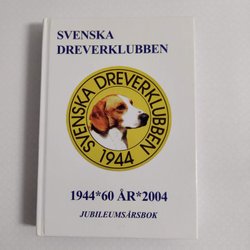 SVENSKA
DREVERKLUBBEN
SVENSKA DREVERKLUBBEN
1944
1944*60 ÅR*2004
JUBILEUMSÅRSBOK